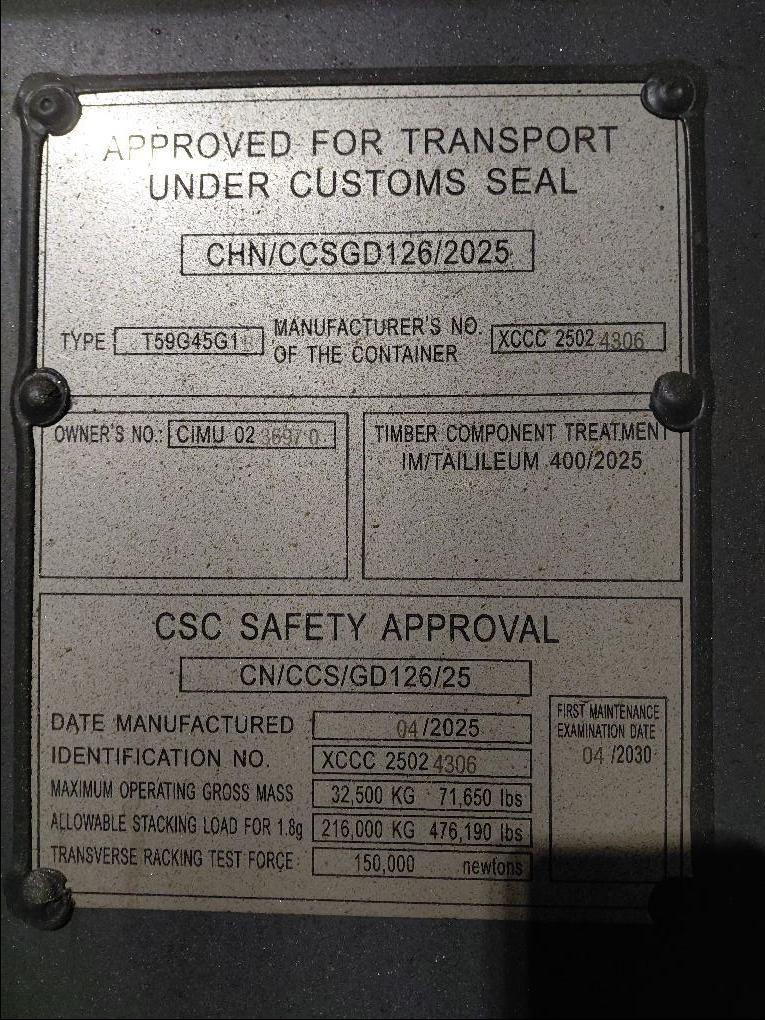 APPROVED FOR TRANSPORT
UNDER CUSTOMS SEAL
CHN/CCSGD126/2025
TYPE T59G45G1
MANUFACTURER'S NO.
OF THE CONTAINER
XCCC 2502 4306
OWNER'S NO.: CIMU 02
TIMBER COMPONENT TREATMENT
IM/TAILILEUM 400/2025
CSC SAFETY APPROVAL
CN/CCS/GD126/25
DATE MANUFACTURED 04/2025
IDENTIFICATION NO. XCCC 2502 4306
MAXIMUM OPERATING GROSS MASS 32,500 KG 71,650 lbs
ALLOWABLE STACKING LOAD FOR 1.8g 216,000 KG 476,190 lbs
TRANSVERSE RACKING TEST FORCE: 150,000 newtons
FIRST MAINTENANCE
EXAMINATION DATE
04 /2030